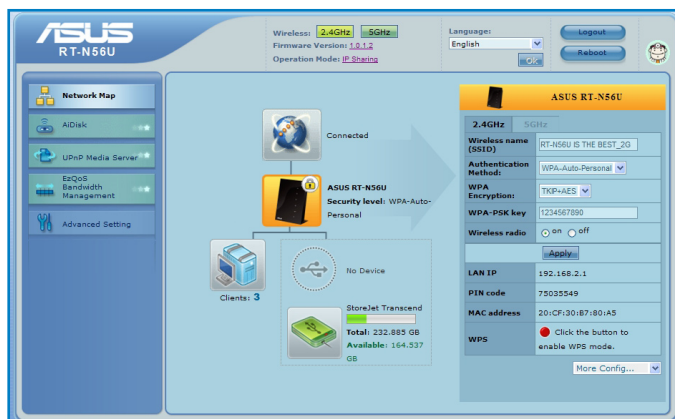 ASUS
RT-N56U
Wireless: 2.4GHz 5GHz
Firmware Version: 1.0.1.2
Operation Mode: IP Sharing
Language:
English
OK
Logout
Reboot
Network Map
AiDisk
UPnP Media Server
EzQoS
Bandwidth
Management
Advanced Setting
Connected
ASUS RT-N56U
Security level: WPA-Auto-
Personal
Clients: 3
No Device
StoreJet Transcend
Total: 232.885 GB
Available: 164.537
GB
ASUS RT-N56U
2.4GHz 5GHz
Wireless name
(SSID)
RT-N56U IS THE BEST_2G
Authentication
Method:
WPA-Auto-Personal
WPA
Encryption:
TKIP+AES
WPA-PSK key
1234567890
Wireless radio
on off
Apply
LAN IP
192.168.2.1
PIN code
75035549
MAC address
20:CF:30:B7:80:A5
WPS
Click the button to
enable WPS mode.
More Config...